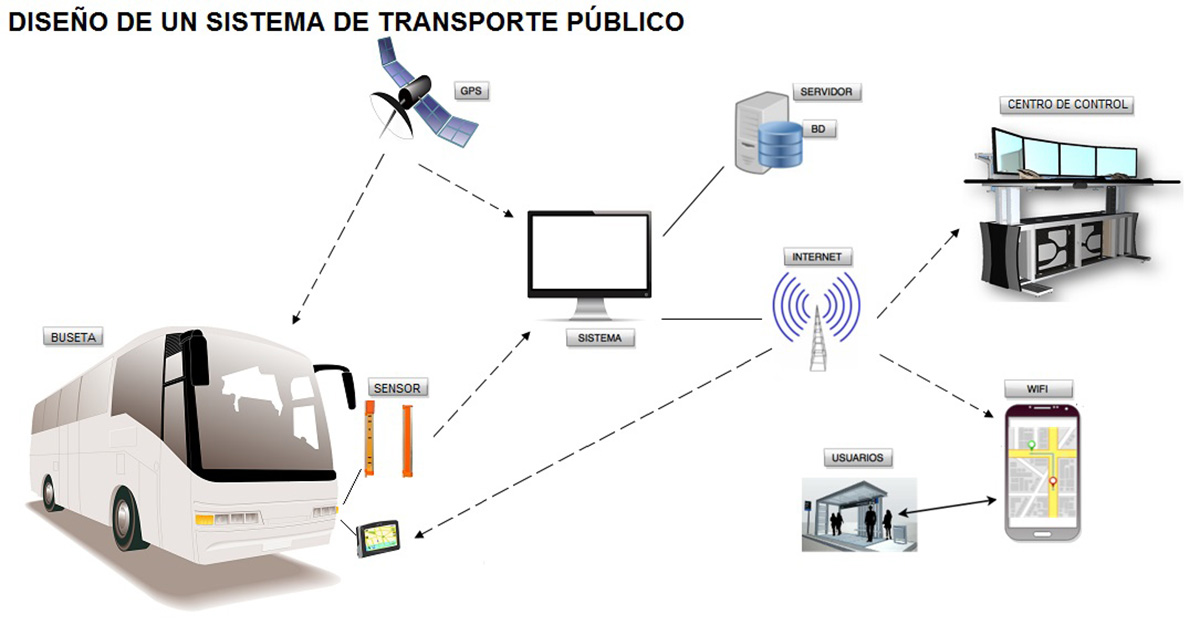 DISEÑO DE UN SISTEMA DE TRANSPORTE PÚBLICO
GPS
SERVIDOR
BD
CENTRO DE CONTROL
INTERNET
BUSETA
SISTEMA
SENSOR
WIFI
USUARIOS